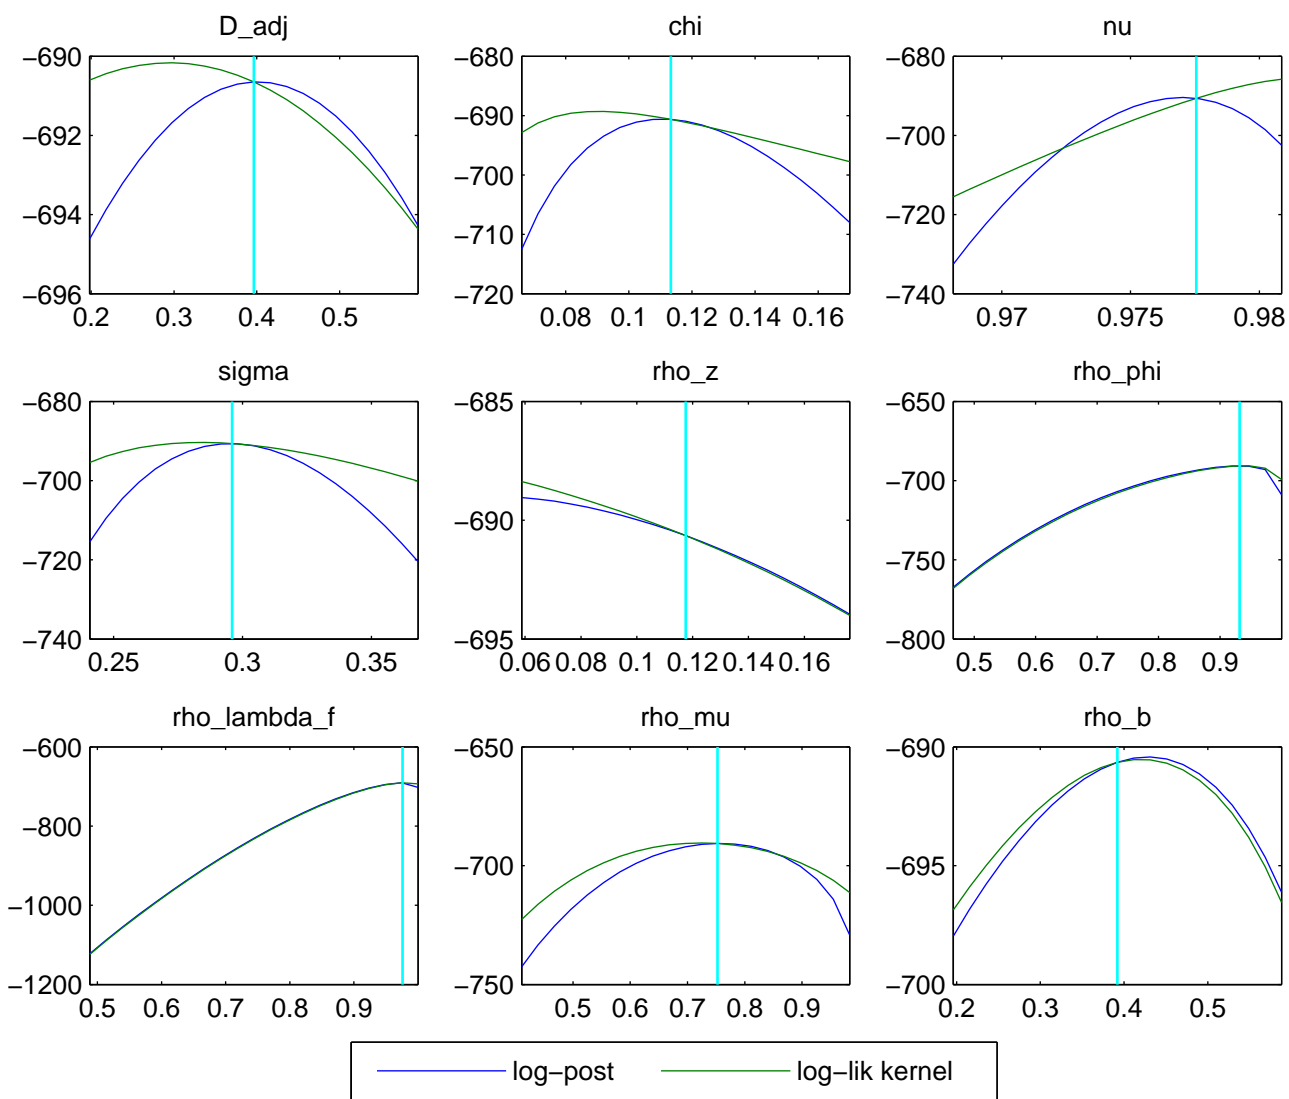 D_adj chi nu
−690 −680 −680
−692 −690 −700
−694 −700 −720
−696 −710 −740
−720
0.2 0.3 0.4 0.5 0.08 0.1 0.12 0.14 0.16 0.97 0.975 0.98
sigma rho_z rho_phi
−680 −685 −650
−700 −690 −700
−720 −695 −750
−740 −800
0.25 0.3 0.35 0.06 0.08 0.1 0.12 0.14 0.16 0.5 0.6 0.7 0.8 0.9
rho_lambda_f rho_mu rho_b
−600 −650 −690
−800 −700 −695
−1000 −750 −700
−1200
0.5 0.6 0.7 0.8 0.9 0.5 0.6 0.7 0.8 0.9 0.2 0.3 0.4 0.5
log−post log−lik kernel